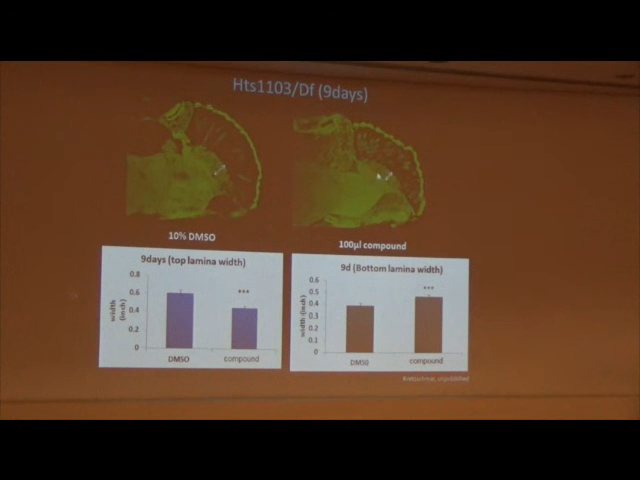 Hts1103/Df (9days)
10% DMSO
100µl compound
9days (top lamina width)
0.8
0.6
0.4
0.2
0
width
(inch)
***
DMSO
compound
9d (Bottom lamina width)
0.6
0.5
0.4
0.3
0.2
0.1
0
width (inch)
***
DMSO
compound
unpublished